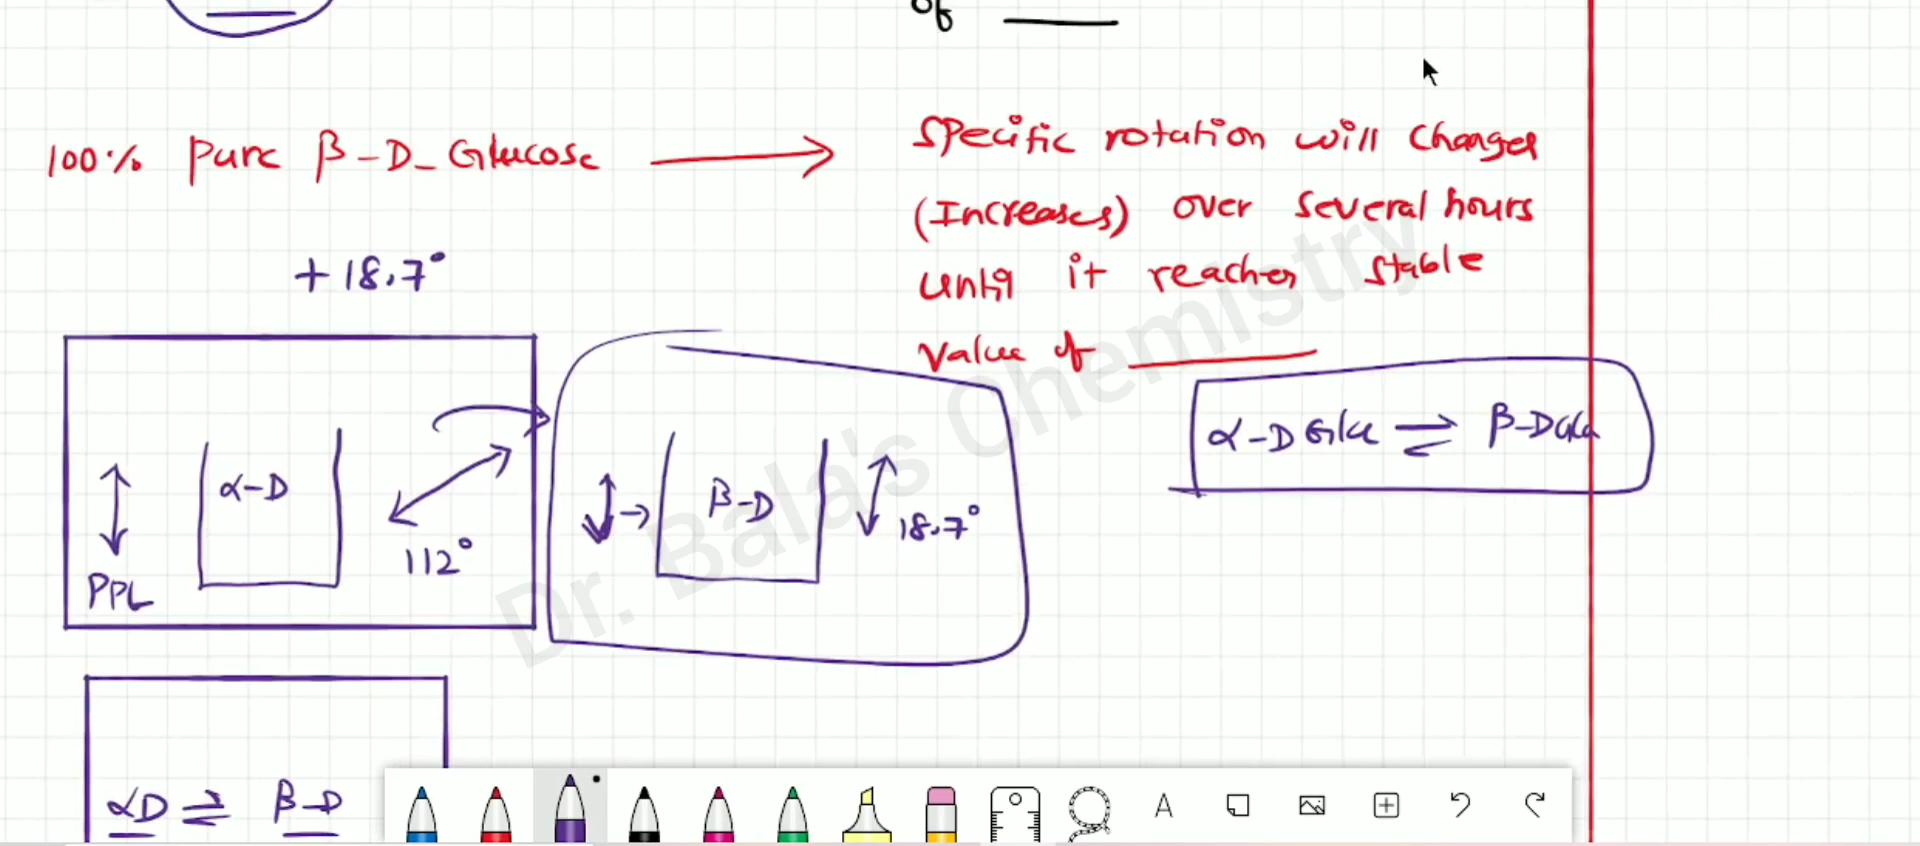 of
100% Pure β-D-Glucose → Specific rotation will changes
(Increases) over several hours
until it reaches stable
value of
+18.7°
α-D Glu ⇌ β-D Glu
α-D
112°
PPL
β-D
18.7°
αD ⇌ β-D
Dr. Bala's Chemistry
A